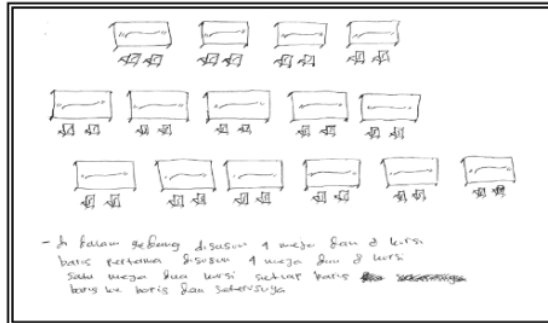 - di dalam gedung disusun 4 meja dan 8 kursi
baris pertama disusun 4 meja dan 8 kursi
satu meja dua kursi setiap baris
baris ke baris dan seterusnya